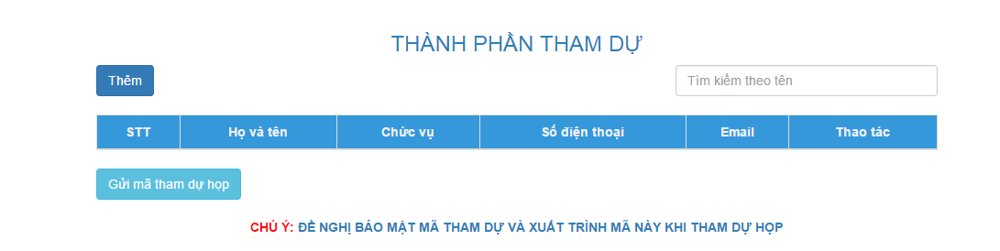 THÀNH PHẦN THAM DỰ
Thêm
Tìm kiếm theo tên
STT Họ và tên Chức vụ Số điện thoại Email Thao tác
Gửi mã tham dự họp
CHÚ Ý: ĐỀ NGHỊ BẢO MẬT MÃ THAM DỰ VÀ XUẤT TRÌNH MÃ NÀY KHI THAM DỰ HỌP